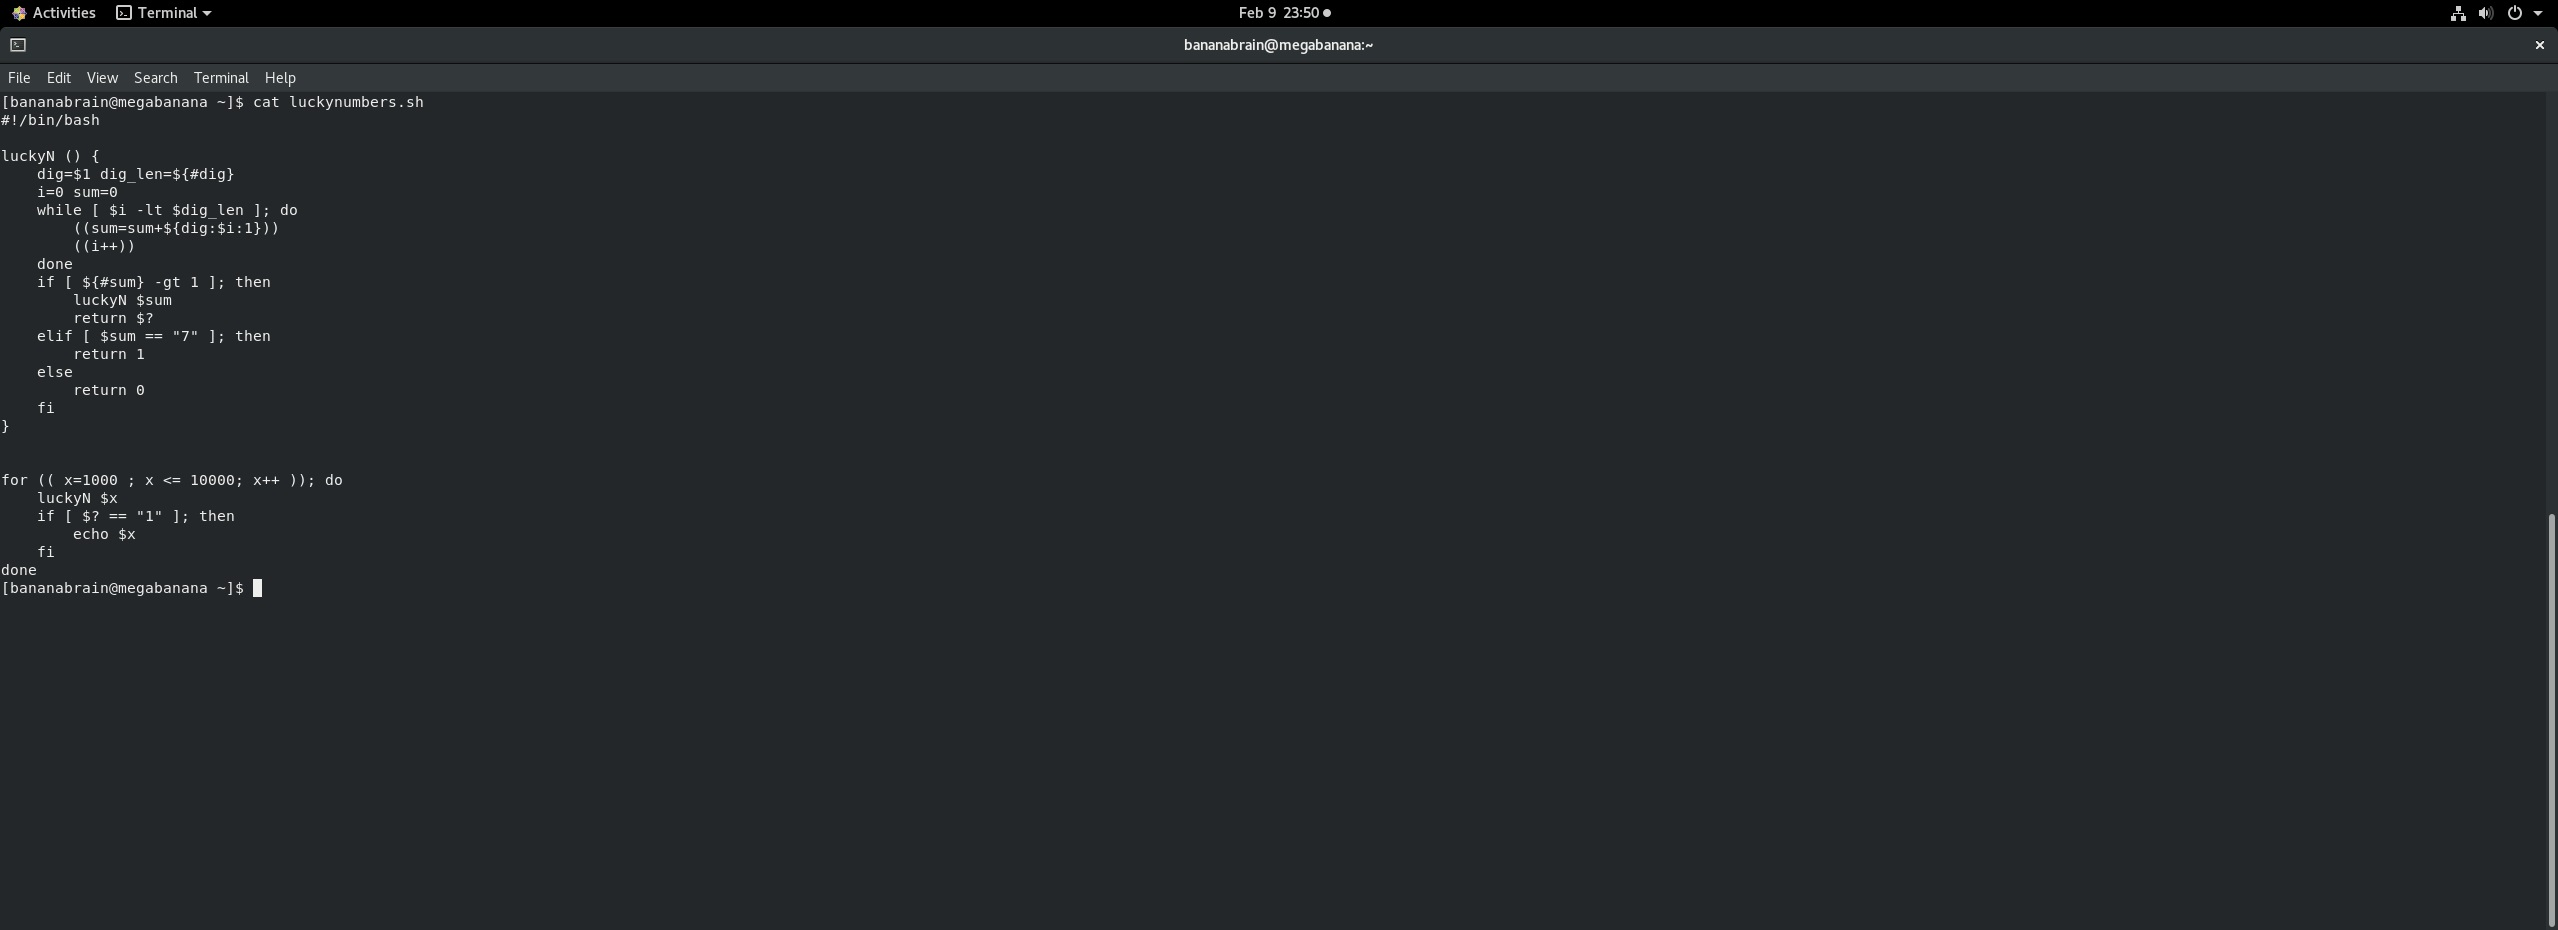 Activities Terminal Feb 9 23:50
bananabrain@megabanana:~
File Edit View Search Terminal Help
[bananabrain@megabanana ~]$ cat luckynumbers.sh
#!/bin/bash

luckyN () {
    dig=$1 dig_len=${#dig}
    i=0 sum=0
    while [ $i -lt $dig_len ]; do
        ((sum=sum+${dig:$i:1}))
        ((i++))
    done
    if [ ${#sum} -gt 1 ]; then
        luckyN $sum
        return $?
    elif [ $sum == "7" ]; then
        return 1
    else
        return 0
    fi
}


for (( x=1000 ; x <= 10000; x++ )); do
    luckyN $x
    if [ $? == "1" ]; then
        echo $x
    fi
done
[bananabrain@megabanana ~]$